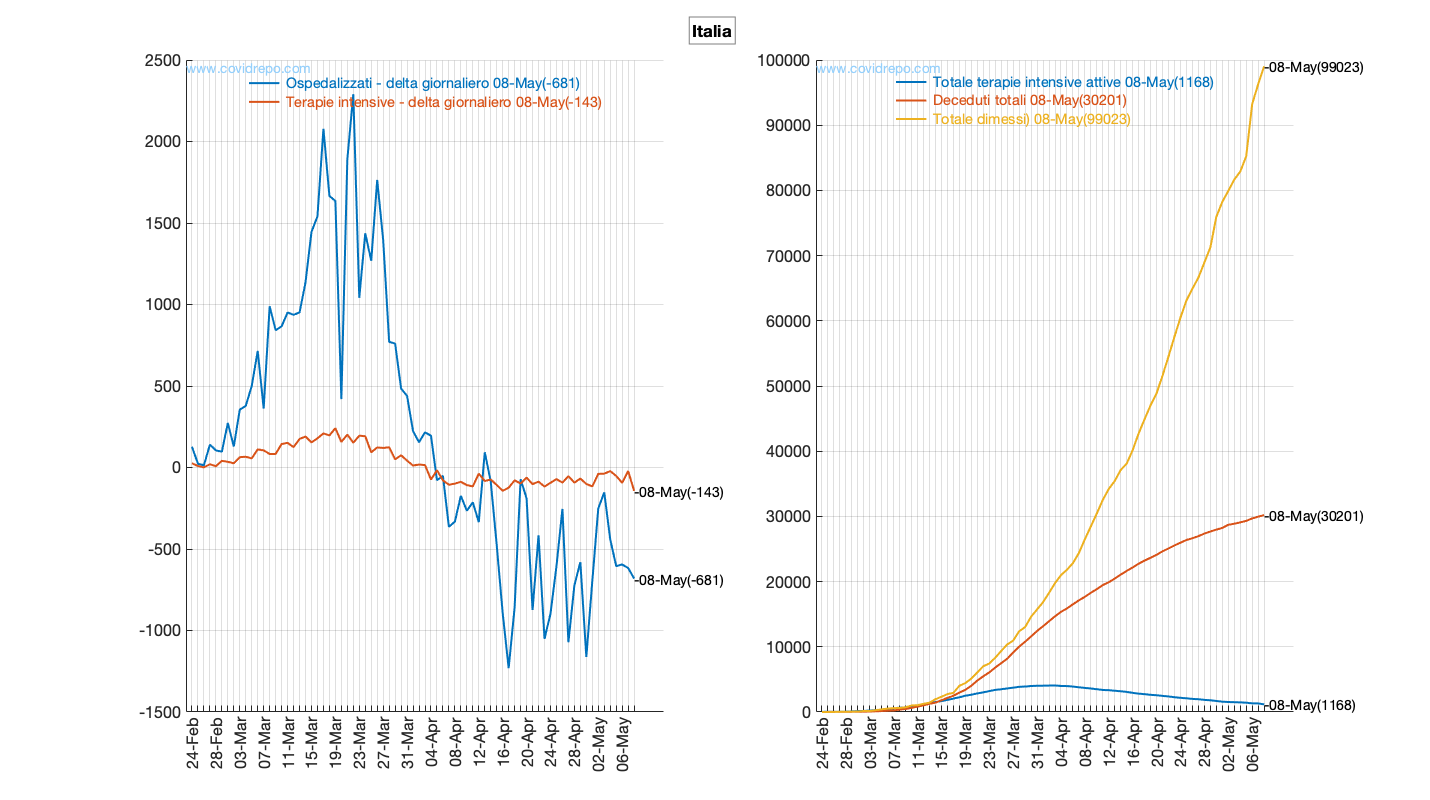 Italia
www.covidrepo.com
Ospedalizzati - delta giornaliero 08-May(-681)
Terapie intensive - delta giornaliero 08-May(-143)
2500
2000
1500
1000
500
0
-500
-1000
-1500
-08-May(-143)
-08-May(-681)
24-Feb
28-Feb
03-Mar
07-Mar
11-Mar
15-Mar
19-Mar
23-Mar
27-Mar
31-Mar
04-Apr
08-Apr
12-Apr
16-Apr
20-Apr
24-Apr
28-Apr
02-May
06-May
www.covidrepo.com
Totale terapie intensive attive 08-May(1168)
Deceduti totali 08-May(30201)
Totale dimessi) 08-May(99023)
100000
90000
80000
70000
60000
50000
40000
30000
20000
10000
0
-08-May(99023)
-08-May(30201)
-08-May(1168)
24-Feb
28-Feb
03-Mar
07-Mar
11-Mar
15-Mar
19-Mar
23-Mar
27-Mar
31-Mar
04-Apr
08-Apr
12-Apr
16-Apr
20-Apr
24-Apr
28-Apr
02-May
06-May